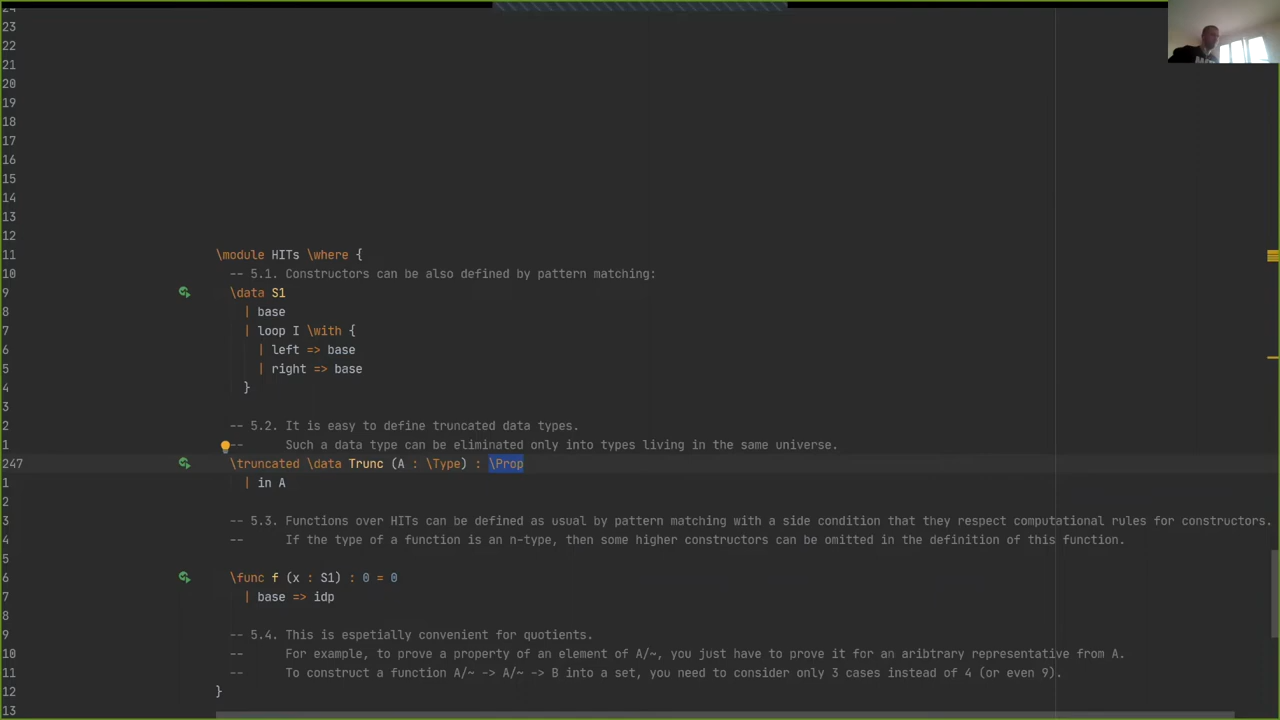 24
23
22
21
20
19
18
17
16
15
14
13
12
11 \module HITs \where {
10 -- 5.1. Constructors can be also defined by pattern matching:
9 \data S1
8 | base
7 | loop I \with {
6 | left => base
5 | right => base
4 }
3
2 -- 5.2. It is easy to define truncated data types.
1 -- Such a data type can be eliminated only into types living in the same universe.
247 \truncated \data Trunc (A : \Type) : \Prop
1 | in A
2
3 -- 5.3. Functions over HITs can be defined as usual by pattern matching with a side condition that they respect computational rules for constructors.
4 -- If the type of a function is an n-type, then some higher constructors can be omitted in the definition of this function.
5
6 \func f (x : S1) : 0 = 0
7 | base => idp
8
9 -- 5.4. This is espetially convenient for quotients.
10 -- For example, to prove a property of an element of A/~, you just have to prove it for an aribtrary representative from A.
11 -- To construct a function A/~ -> A/~ -> B into a set, you need to consider only 3 cases instead of 4 (or even 9).
12 }
13